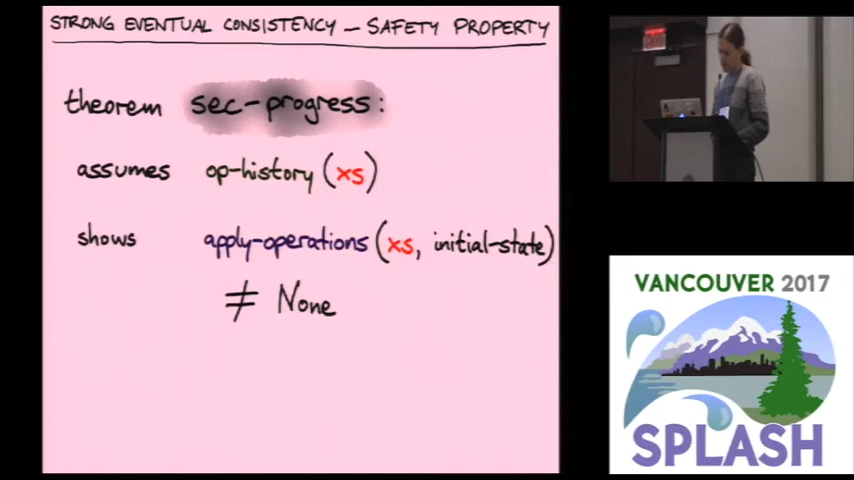 STRONG EVENTUAL CONSISTENCY – SAFETY PROPERTY
theorem sec-progress:
assumes op-history (xs)
shows apply-operations (xs, initial-state)
≠ None
VANCOUVER 2017
SPLASH